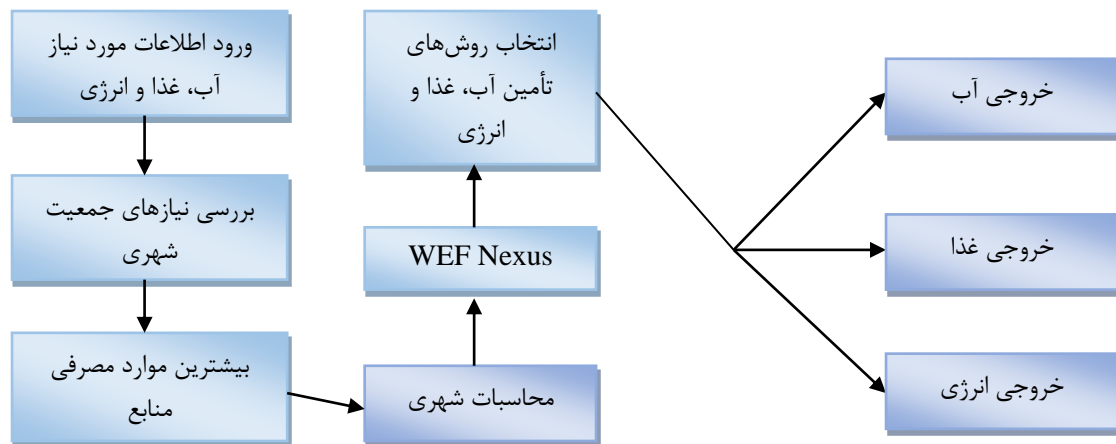 ورود اطلاعات مورد نیاز
آب، غذا و انرژی
بررسی نیازهای جمعیت
شهری
بیشترین موارد مصرفی
منابع
محاسبات شهری
WEF Nexus
انتخاب روش‌های
تأمین آب، غذا و
انرژی
خروجی آب
خروجی غذا
خروجی انرژی